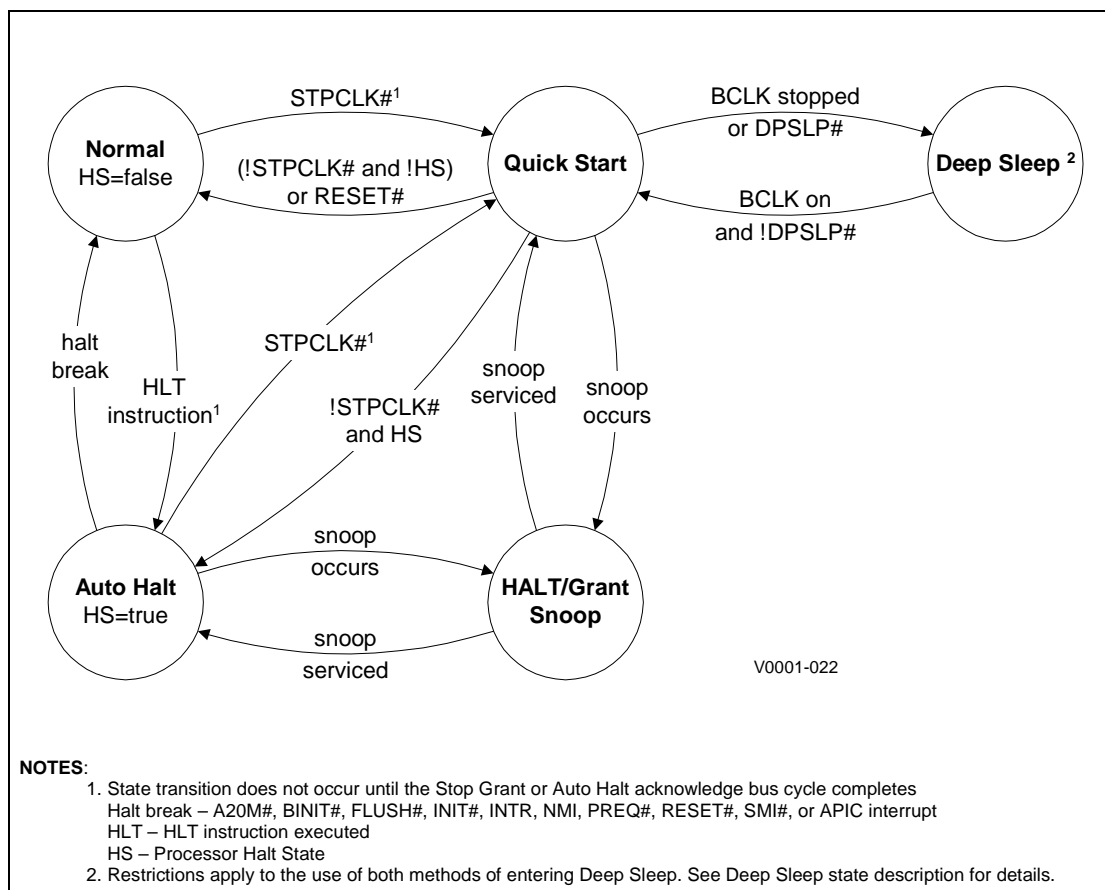 STPCLK#¹
BCLK stopped
or DPSLP#
Normal
HS=false
(!STPCLK# and !HS)
or RESET#
Quick Start
Deep Sleep ²
BCLK on
and !DPSLP#
halt
break
HLT
instruction¹
STPCLK#¹
!STPCLK#
and HS
snoop
serviced
snoop
occurs
Auto Halt
HS=true
snoop
occurs
HALT/Grant
Snoop
snoop
serviced
V0001-022
NOTES:
1. State transition does not occur until the Stop Grant or Auto Halt acknowledge bus cycle completes
Halt break – A20M#, BINIT#, FLUSH#, INIT#, INTR, NMI, PREQ#, RESET#, SMI#, or APIC interrupt
HLT – HLT instruction executed
HS – Processor Halt State
2. Restrictions apply to the use of both methods of entering Deep Sleep. See Deep Sleep state description for details.